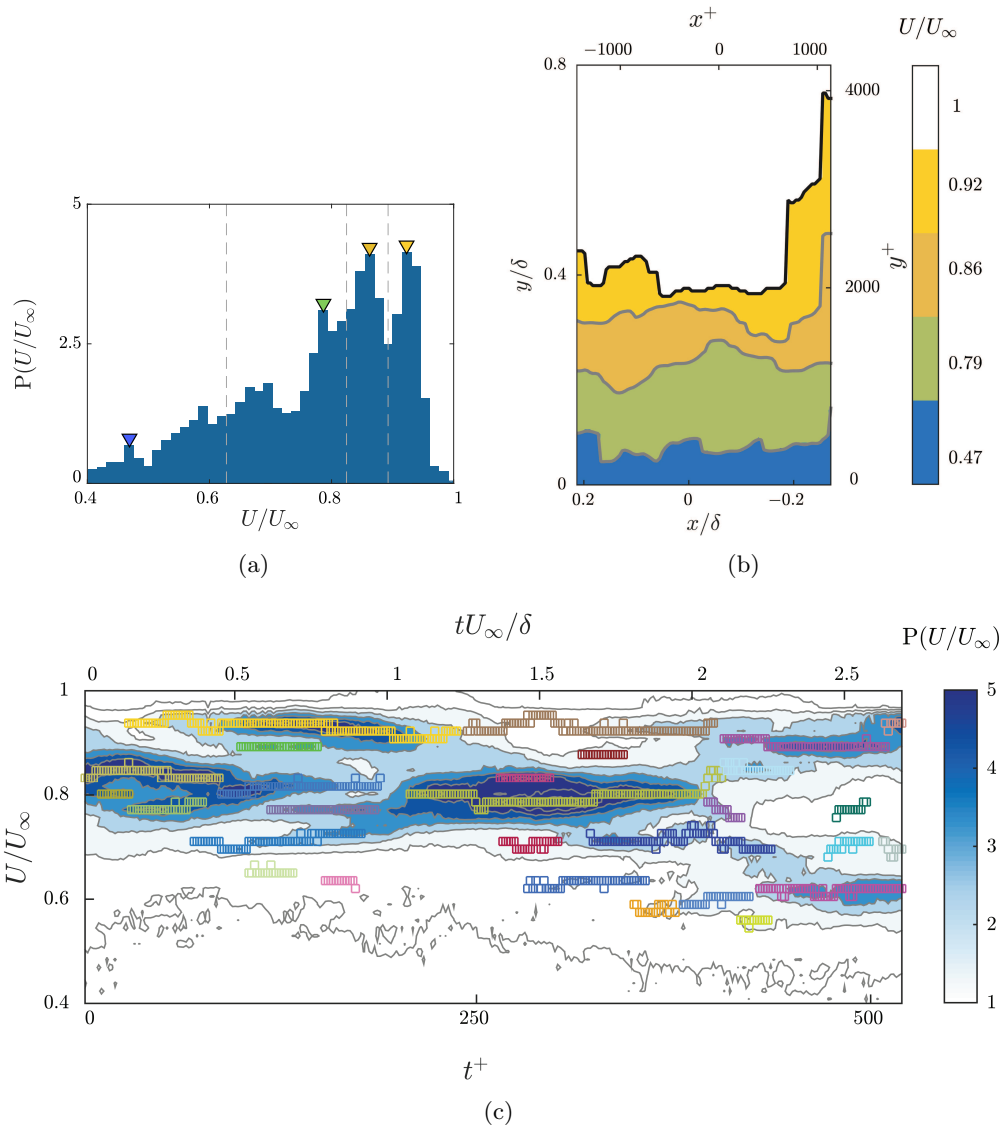 x⁺
−1000 0 1000
U/U∞
0.8
0.4
0
y/δ
4000
2000
0
y⁺
0.2 0 −0.2
x/δ
1
0.92
0.86
0.79
0.47
(b)
5
2.5
0
P(U/U∞)
0.4 0.6 0.8 1
U/U∞
(a)
tU∞/δ
P(U/U∞)
0 0.5 1 1.5 2 2.5
1
0.8
0.6
0.4
U/U∞
5
4
3
2
1
0 250 500
t⁺
(c)